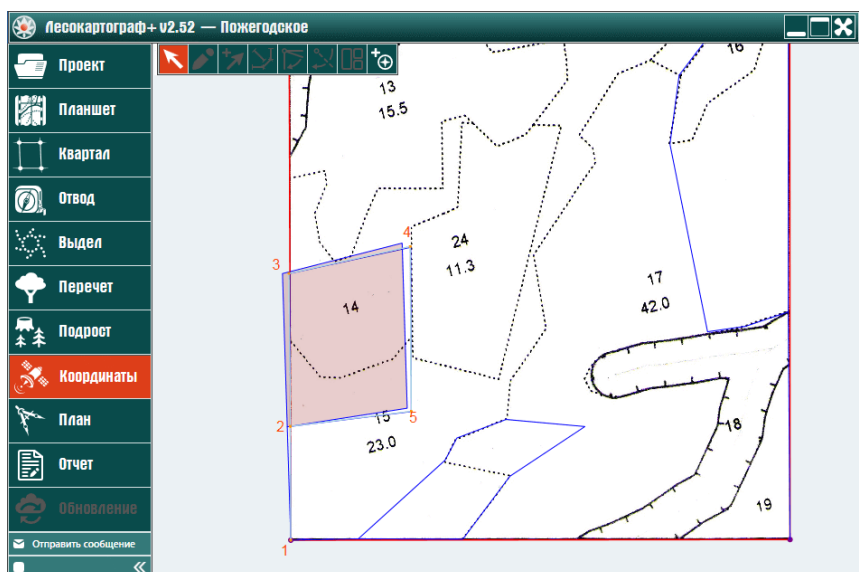 Лесокартограф+ v2.52 — Пожегодское
Проект
Планшет
Квартал
Отвод
Выдел
Перечет
Подрост
Координаты
План
Отчет
Обновление
Отправить сообщение
16
13
15.5
4
24
11.3
3
17
42.0
14
2
15
5
23.0
18
19
1